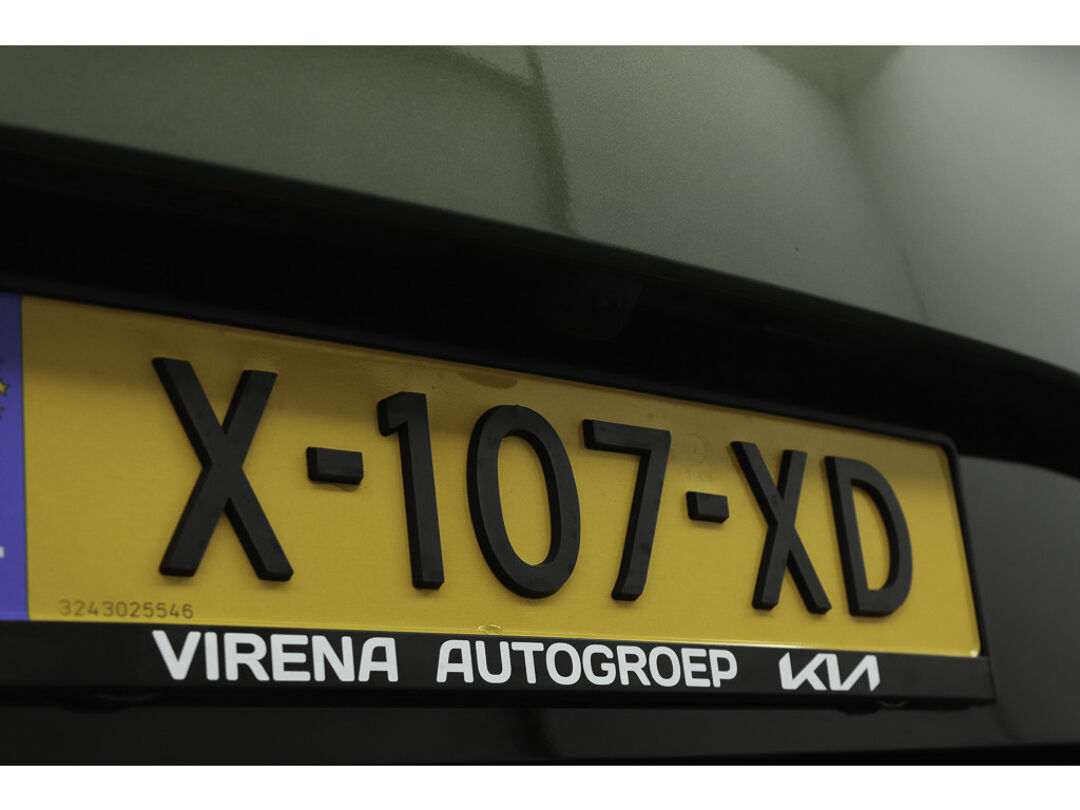 X-107-XD
3243025546
VIRENA AUTOGROEP KIA